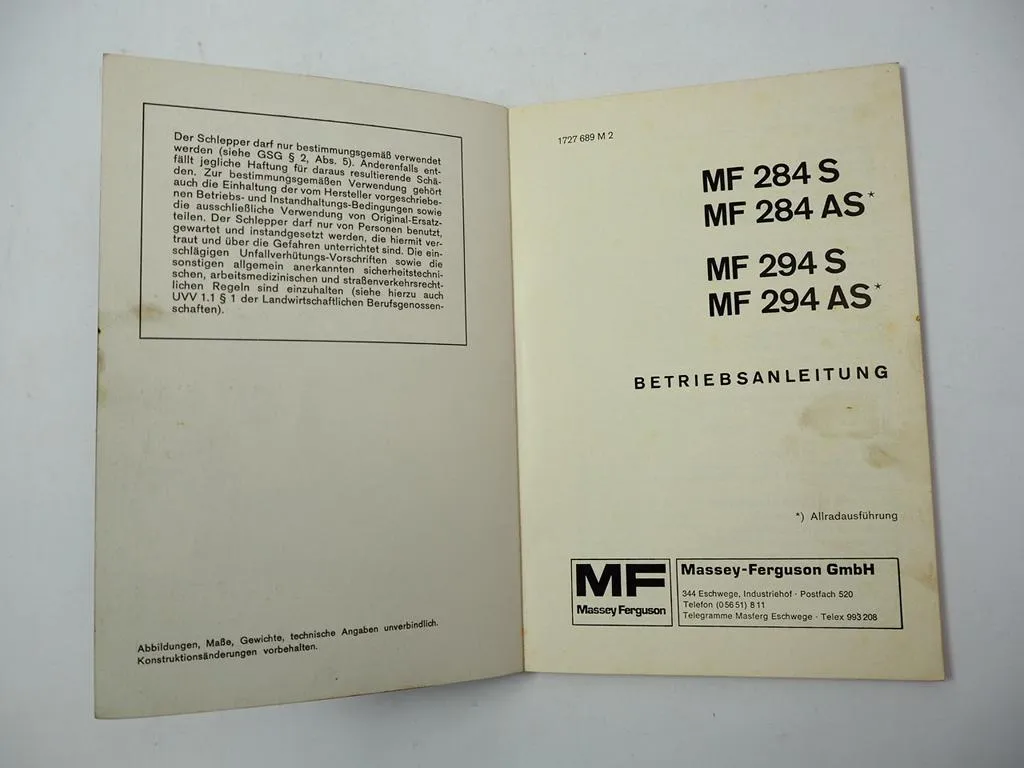 Der Schlepper darf nur bestimmungsgemäß verwendet
werden (siehe GSG § 2, Abs. 5). Anderenfalls ent-
fällt jegliche Haftung für daraus resultierende Schä-
den. Zur bestimmungsgemäßen Verwendung gehört
auch die Einhaltung der vom Hersteller vorgeschriebe-
nen Betriebs- und Instandhaltungs-Bedingungen sowie
die ausschließliche Verwendung von Original-Ersatz-
teilen. Der Schlepper darf nur von Personen benutzt,
gewartet und instandgesetzt werden, die hiermit ver-
traut und über die Gefahren unterrichtet sind. Die ein-
schlägigen Unfallverhütungs-Vorschriften sowie die
sonstigen allgemein anerkannten sicherheitstechni-
schen, arbeitsmedizinischen und straßenverkehrsrecht-
lichen Regeln sind einzuhalten (siehe hierzu auch
UVV 1.1 § 1 der Landwirtschaftlichen Berufsgenossen-
schaften).
Abbildungen, Maße, Gewichte, technische Angaben unverbindlich.
Konstruktionsänderungen vorbehalten.
1727 689 M 2
MF 284 S
MF 284 AS*
MF 294 S
MF 294 AS*
BETRIEBSANLEITUNG
*) Allradausführung
MF
Massey Ferguson
Massey-Ferguson GmbH
344 Eschwege, Industriehof · Postfach 520
Telefon (05651) 811
Telegramme Masferg Eschwege · Telex 993 208